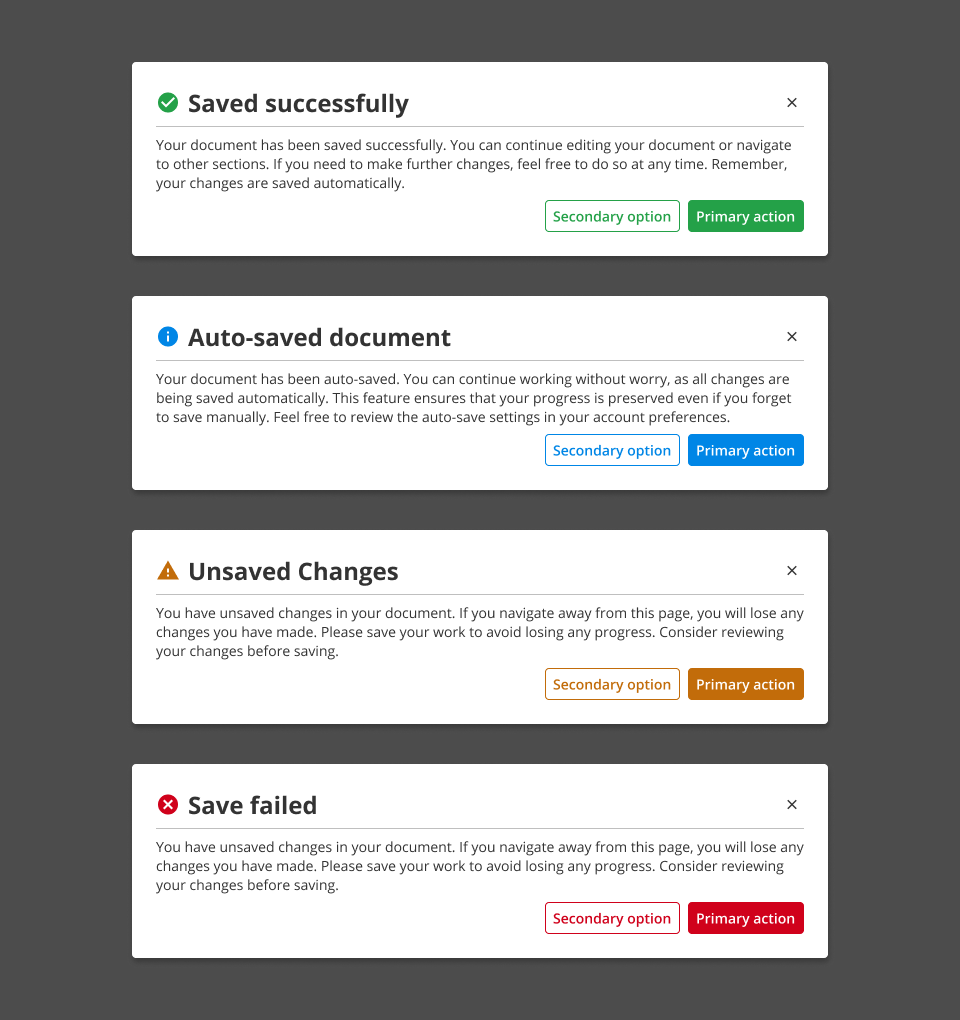 Saved successfully
Your document has been saved successfully. You can continue editing your document or navigate
to other sections. If you need to make further changes, feel free to do so at any time. Remember,
your changes are saved automatically.
Secondary option
Primary action
Auto-saved document
Your document has been auto-saved. You can continue working without worry, as all changes are
being saved automatically. This feature ensures that your progress is preserved even if you forget
to save manually. Feel free to review the auto-save settings in your account preferences.
Secondary option
Primary action
Unsaved Changes
You have unsaved changes in your document. If you navigate away from this page, you will lose any
changes you have made. Please save your work to avoid losing any progress. Consider reviewing
your changes before saving.
Secondary option
Primary action
Save failed
You have unsaved changes in your document. If you navigate away from this page, you will lose any
changes you have made. Please save your work to avoid losing any progress. Consider reviewing
your changes before saving.
Secondary option
Primary action